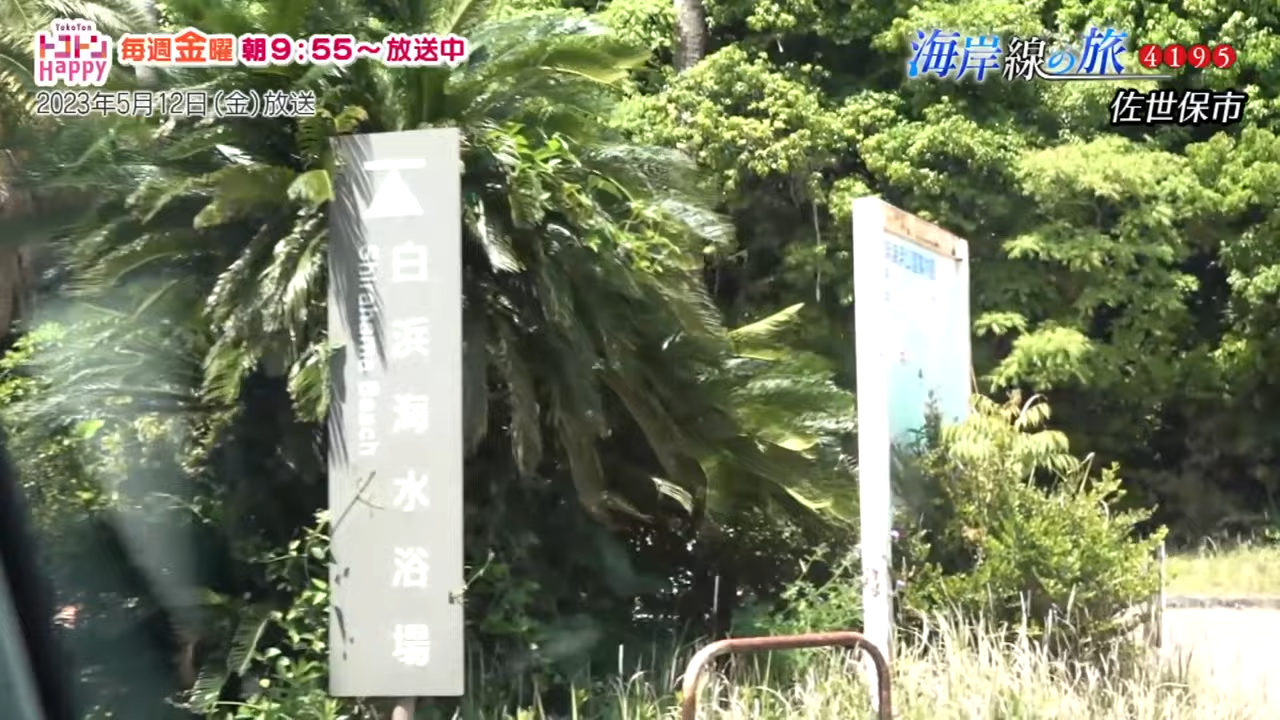 TokoTon
トコトン
Happy
毎週金曜 朝9:55～放送中
2023年5月12日(金)放送
海岸線の旅 4195
佐世保市
白浜海水浴場
Shirahama Beach